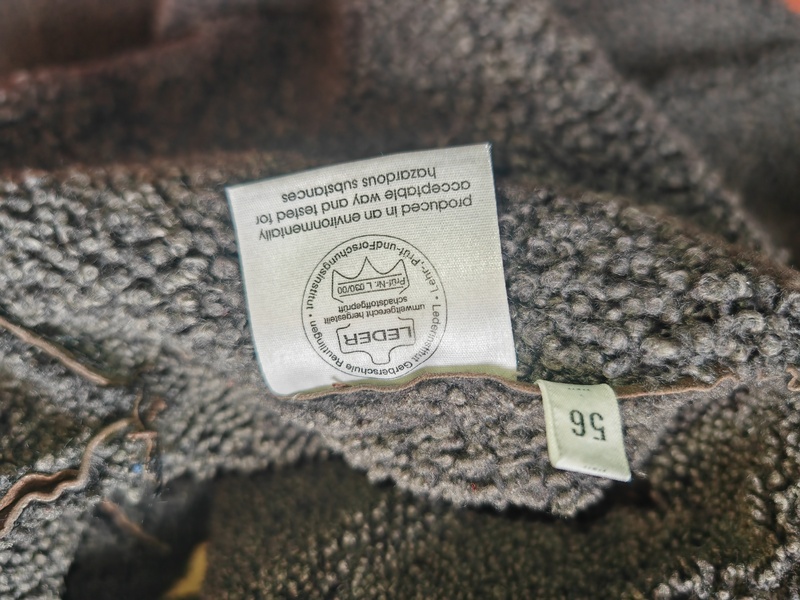 Lederinstitut Gerberschule Reutlingen • Lehr-, Prüf-und Forschungsinstitut •
LEDER
umweltgerecht hergestellt
schadstoffgeprüft
Prüf-Nr. L 030/00
produced in an environmentally
acceptable way and tested for
hazardous substances
56